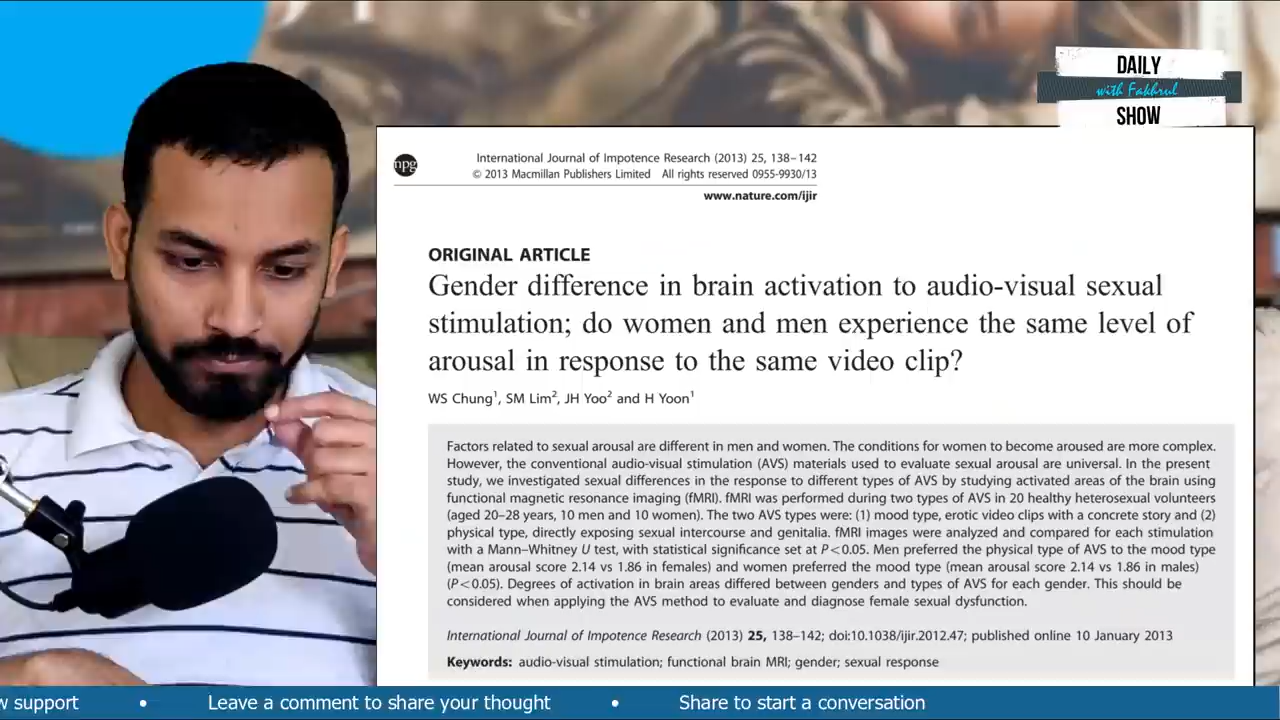 DAILY
with Fakhrul
SHOW
npg
International Journal of Impotence Research (2013) 25, 138–142
© 2013 Macmillan Publishers Limited All rights reserved 0955-9930/13
www.nature.com/ijir
ORIGINAL ARTICLE
Gender difference in brain activation to audio-visual sexual
stimulation; do women and men experience the same level of
arousal in response to the same video clip?
WS Chung¹, SM Lim², JH Yoo² and H Yoon¹
Factors related to sexual arousal are different in men and women. The conditions for women to become aroused are more complex.
However, the conventional audio-visual stimulation (AVS) materials used to evaluate sexual arousal are universal. In the present
study, we investigated sexual differences in the response to different types of AVS by studying activated areas of the brain using
functional magnetic resonance imaging (fMRI). fMRI was performed during two types of AVS in 20 healthy heterosexual volunteers
(aged 20–28 years, 10 men and 10 women). The two AVS types were: (1) mood type, erotic video clips with a concrete story and (2)
physical type, directly exposing sexual intercourse and genitalia. fMRI images were analyzed and compared for each stimulation
with a Mann–Whitney U test, with statistical significance set at P<0.05. Men preferred the physical type of AVS to the mood type
(mean arousal score 2.14 vs 1.86 in females) and women preferred the mood type (mean arousal score 2.14 vs 1.86 in males)
(P<0.05). Degrees of activation in brain areas differed between genders and types of AVS for each gender. This should be
considered when applying the AVS method to evaluate and diagnose female sexual dysfunction.
International Journal of Impotence Research (2013) 25, 138–142; doi:10.1038/ijir.2012.47; published online 10 January 2013
Keywords: audio-visual stimulation; functional brain MRI; gender; sexual response
w support • Leave a comment to share your thought • Share to start a conversation